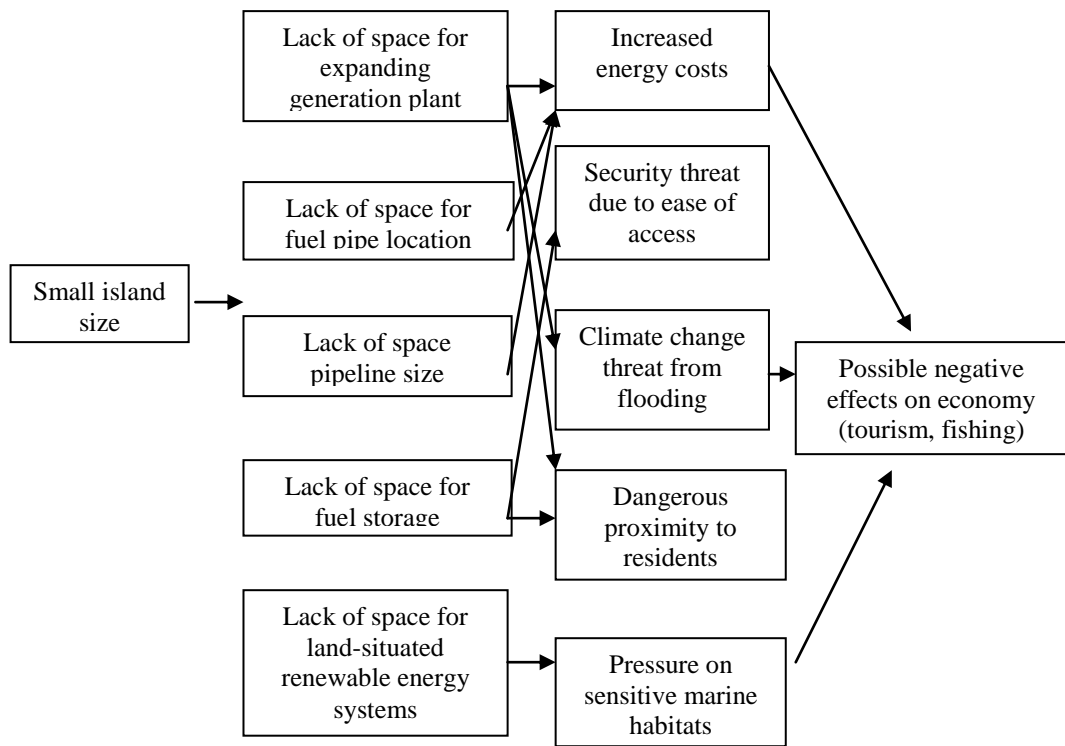 Small island
size
Lack of space for
expanding
generation plant
Lack of space for
fuel pipe location
Lack of space
pipeline size
Lack of space for
fuel storage
Lack of space for
land-situated
renewable energy
systems
Increased
energy costs
Security threat
due to ease of
access
Climate change
threat from
flooding
Dangerous
proximity to
residents
Pressure on
sensitive marine
habitats
Possible negative
effects on economy
(tourism, fishing)